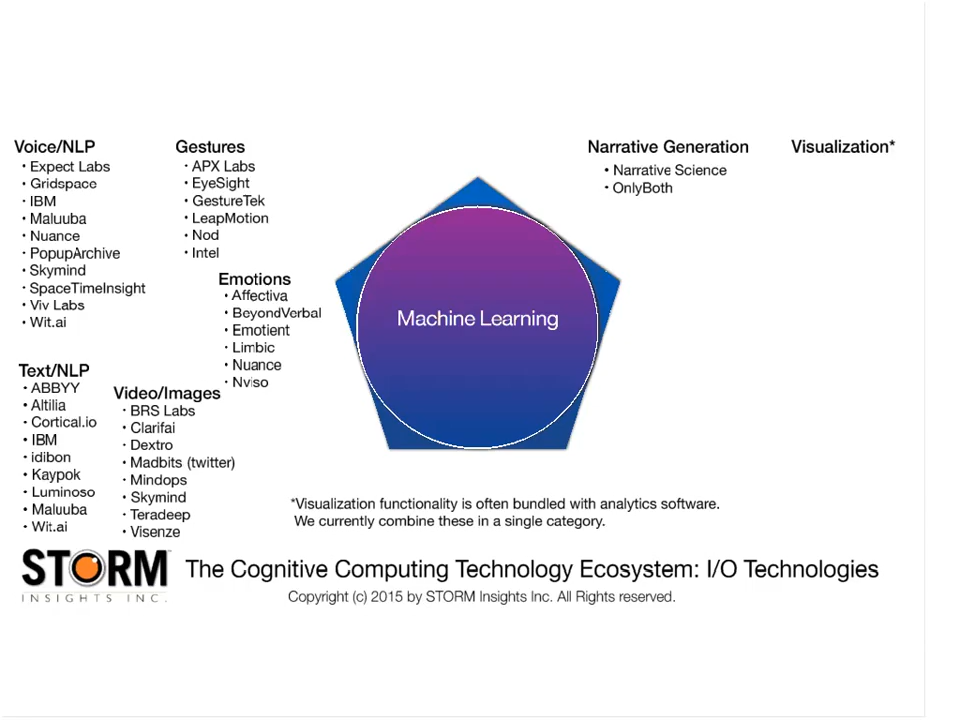 Voice/NLP
· Expect Labs
· Gridspace
· IBM
· Maluuba
· Nuance
· PopupArchive
· Skymind
· SpaceTimeInsight
· Viv Labs
· Wit.ai
Gestures
· APX Labs
· EyeSight
· GestureTek
· LeapMotion
· Nod
· Intel
Emotions
· Affectiva
· BeyondVerbal
· Emotient
· Limbic
· Nuance
· Nviso
Text/NLP
· ABBYY
• Altilia
· Cortical.io
• IBM
· idibon
• Kaypok
· Luminoso
• Maluuba
· Wit.ai
Video/Images
· BRS Labs
· Clarifai
· Dextro
· Madbits (twitter)
· Mindops
· Skymind
· Teradeep
· Visenze
Machine Learning
Narrative Generation
• Narrative Science
• OnlyBoth
Visualization*
*Visualization functionality is often bundled with analytics software.
We currently combine these in a single category.
STORM
INSIGHTS INC.
The Cognitive Computing Technology Ecosystem: I/O Technologies
Copyright (c) 2015 by STORM Insights Inc. All Rights reserved.